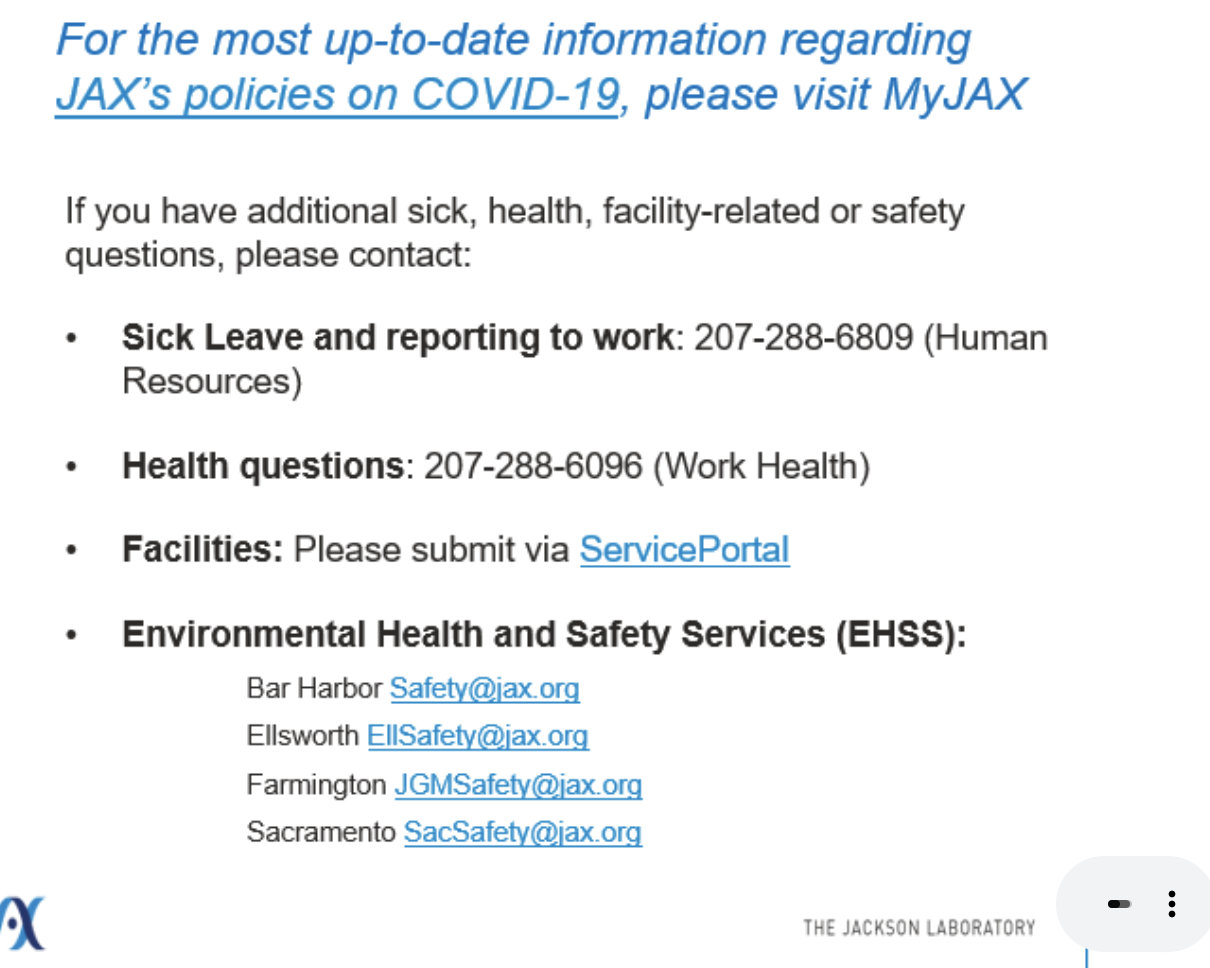 For the most up-to-date information regarding
JAX’s policies on COVID-19, please visit MyJAX
If you have additional sick, health, facility-related or safety
questions, please contact:
• Sick Leave and reporting to work: 207-288-6809 (Human
Resources)
• Health questions: 207-288-6096 (Work Health)
• Facilities: Please submit via ServicePortal
• Environmental Health and Safety Services (EHSS):
Bar Harbor Safety@jax.org
Ellsworth EllSafety@jax.org
Farmington JGMSafety@jax.org
Sacramento SacSafety@jax.org
THE JACKSON LABORATORY